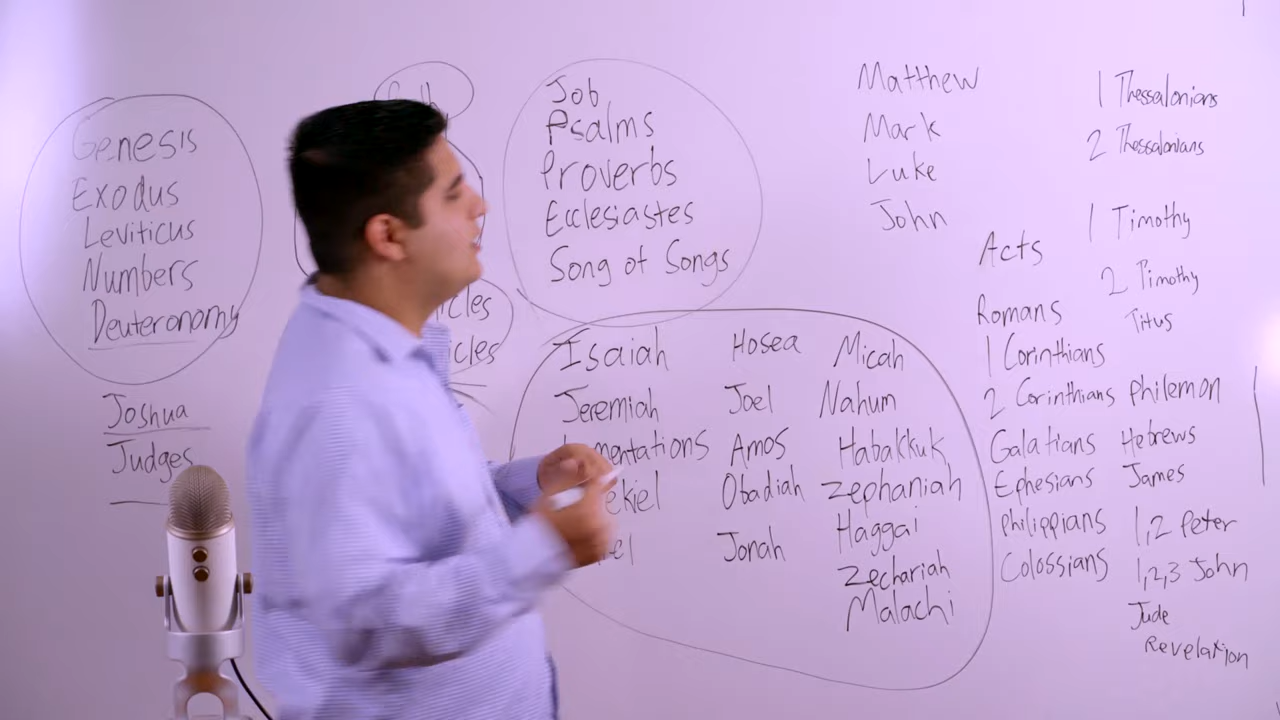 Genesis
Exodus
Leviticus
Numbers
Deuteronomy
Joshua
Judges
Job
Psalms
Proverbs
Ecclesiastes
Song of Songs
Isaiah
Jeremiah
Hosea
Joel
Amos
Obadiah
Jonah
Micah
Nahum
Habakkuk
Zephaniah
Haggai
Zechariah
Malachi
Matthew
Mark
Luke
John
Acts
Romans
1 Corinthians
2 Corinthians
Galatians
Ephesians
Philippians
Colossians
1 Thessalonians
2 Thessalonians
1 Timothy
2 Timothy
Titus
Philemon
Hebrews
James
1,2 Peter
1,2,3 John
Jude
Revelation